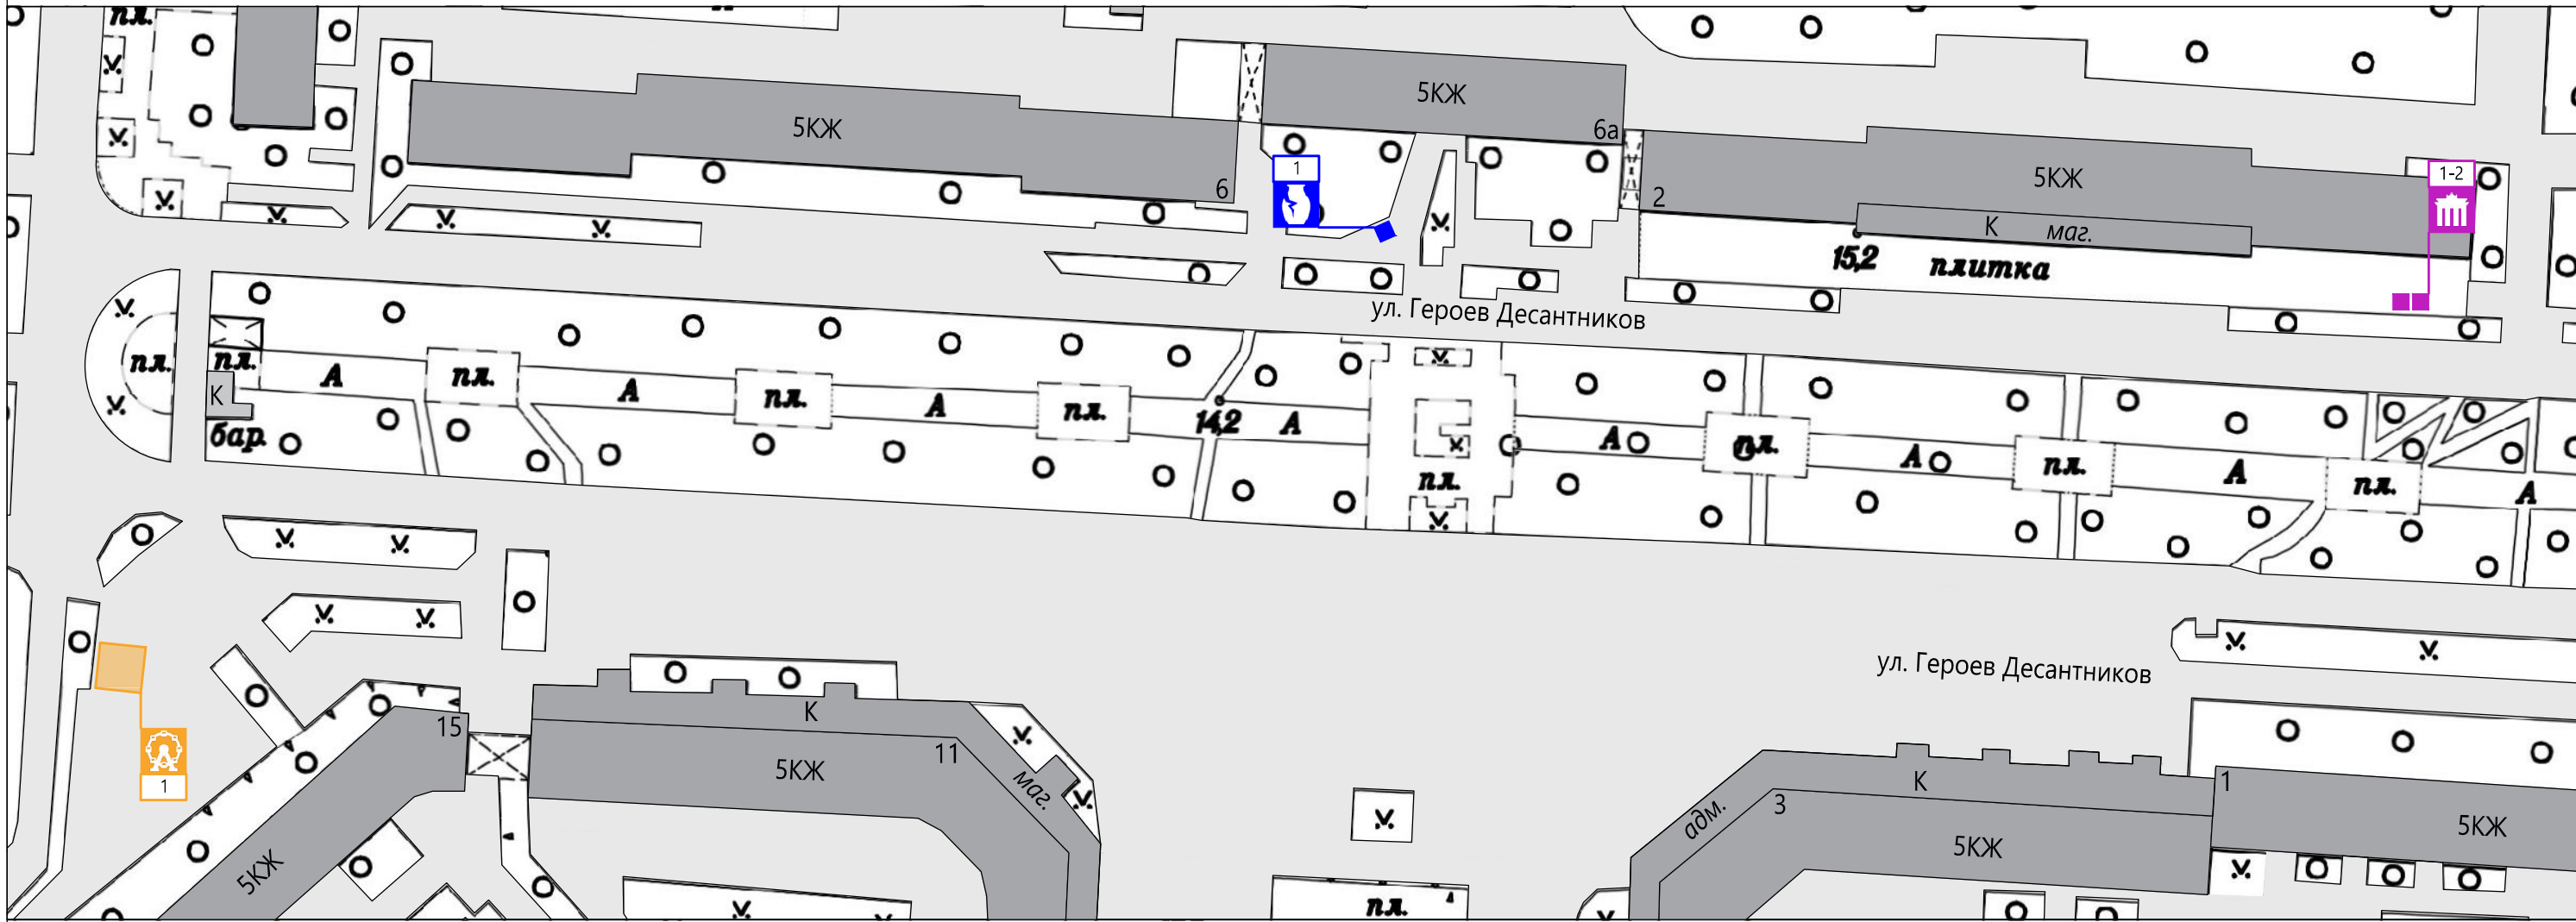 пл.
5КЖ
6
5КЖ
6а
1
5КЖ
2
К маг.
1-2
15,2 плитка
ул. Героев Десантников
пл.
пл.
К
бар.
А
пл.
А
пл.
А
пл.
14,2
А
пл.
А
пл.
А
пл.
А
пл.
А
ул. Героев Десантников
1
15
5КЖ
К
11
5КЖ
маг.
пл.
адм.
К
3
5КЖ
1
5КЖ